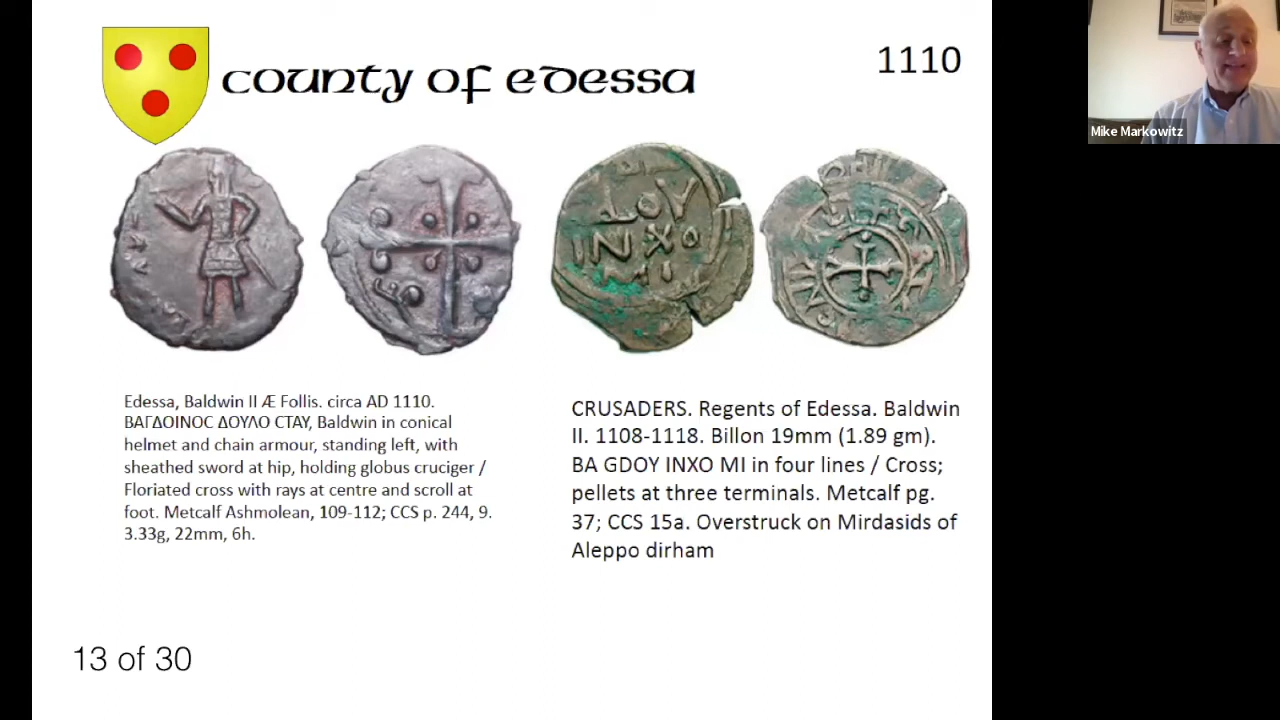 COUNTY OF EDESSA
1110
Mike Markowitz
Edessa, Baldwin II Æ Follis. circa AD 1110.
ΒΑΓΔΟΙΝΟC ΔΟΥΛΟ CTAY, Baldwin in conical
helmet and chain armour, standing left, with
sheathed sword at hip, holding globus cruciger /
Floriated cross with rays at centre and scroll at
foot. Metcalf Ashmolean, 109-112; CCS p. 244, 9.
3.33g, 22mm, 6h.
CRUSADERS. Regents of Edessa. Baldwin
II. 1108-1118. Billon 19mm (1.89 gm).
BA GDOY INXO MI in four lines / Cross;
pellets at three terminals. Metcalf pg.
37; CCS 15a. Overstruck on Mirdasids of
Aleppo dirham
13 of 30